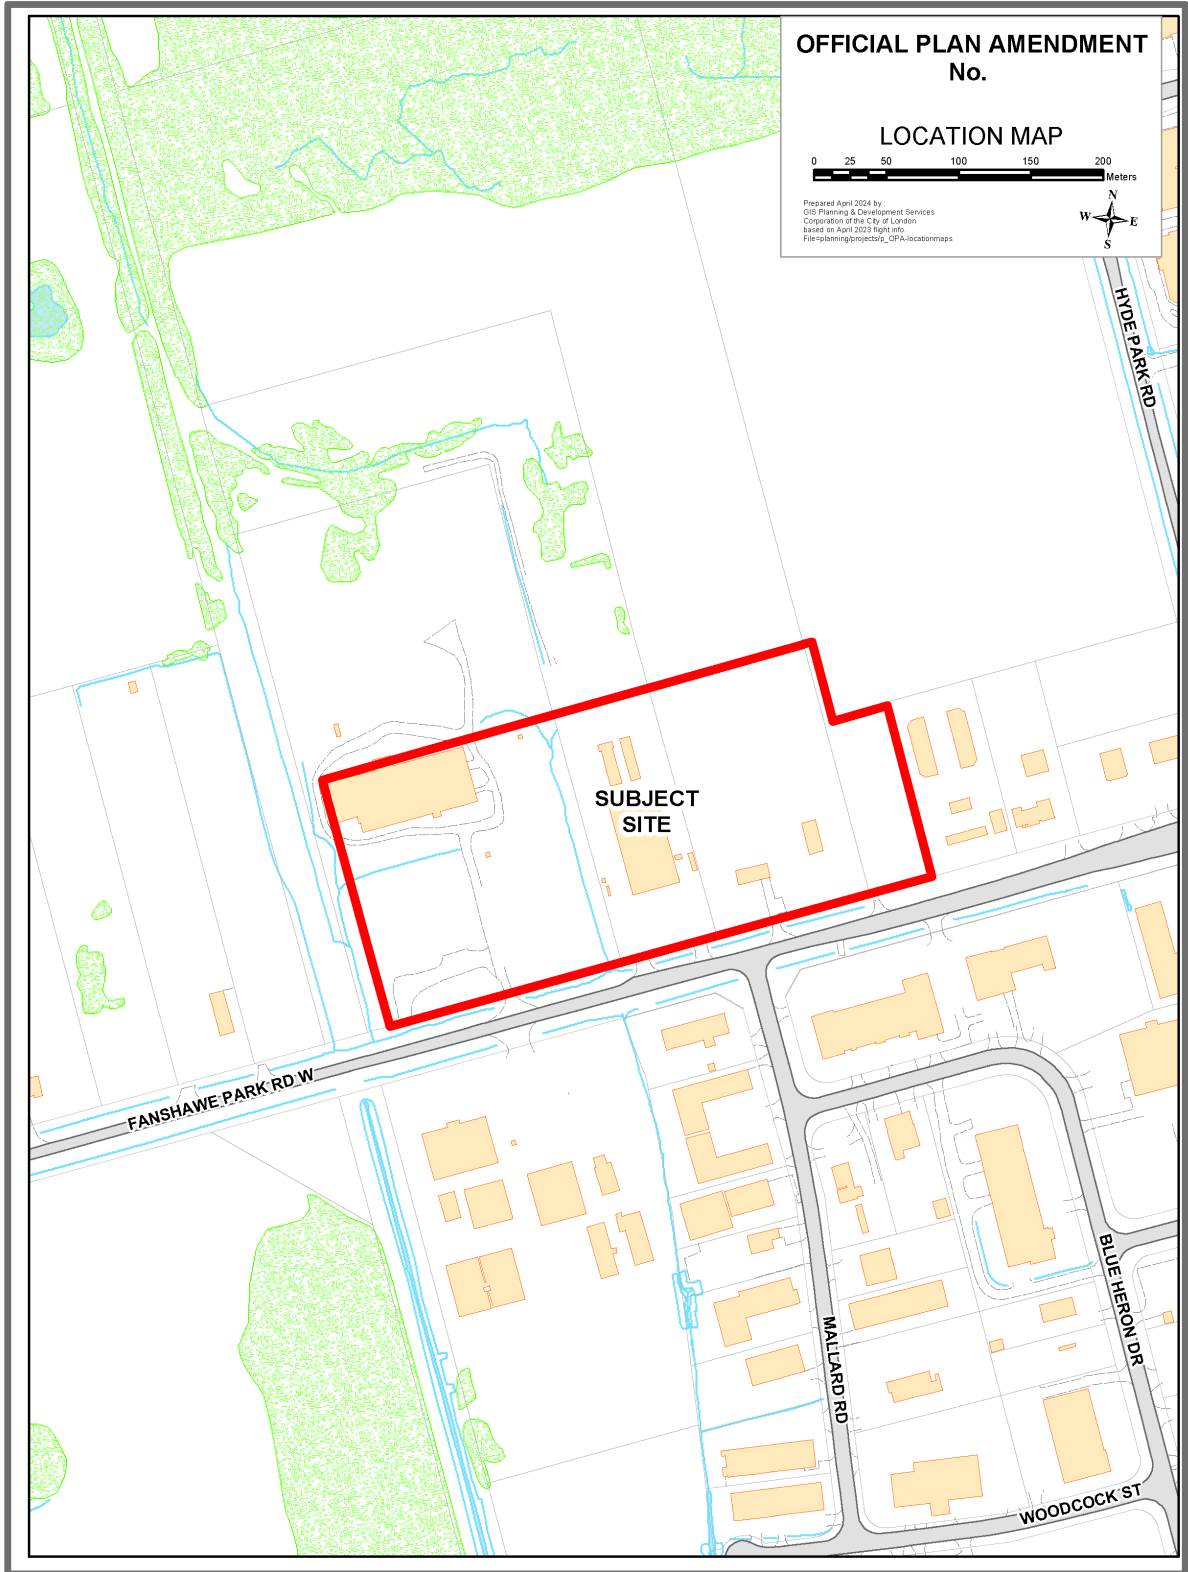 OFFICIAL PLAN AMENDMENT
No.
LOCATION MAP
0 25 50 100 150 200
Meters
Prepared April 2024 by :
GIS Planning & Development Services
Corporation of the City of London
based on April 2023 flight info.
File=planning/projects/p_OPA-locationmaps
N
W E
S
HYDE PARK RD
SUBJECT
SITE
FANSHAWE PARK RD W
MALLARD RD
BLUE HERON DR
WOODCOCK ST